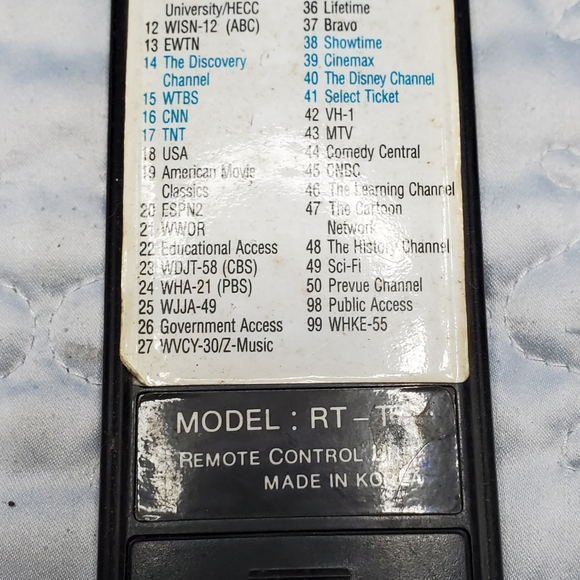 University/HECC
12 WISN-12 (ABC)
13 EWTN
14 The Discovery
Channel
15 WTBS
16 CNN
17 TNT
18 USA
19 American Movie
Classics
20 ESPN2
21 WWOR
22 Educational Access
23 WDJT-58 (CBS)
24 WHA-21 (PBS)
25 WJJA-49
26 Government Access
27 WVCY-30/Z-Music
36 Lifetime
37 Bravo
38 Showtime
39 Cinemax
40 The Disney Channel
41 Select Ticket
42 VH-1
43 MTV
44 Comedy Central
45 CNBC
46 The Learning Channel
47 The Cartoon
Network
48 The History Channel
49 Sci-Fi
50 Prevue Channel
98 Public Access
99 WHKE-55
MODEL : RT -
REMOTE CONTROL
MADE IN KOREA